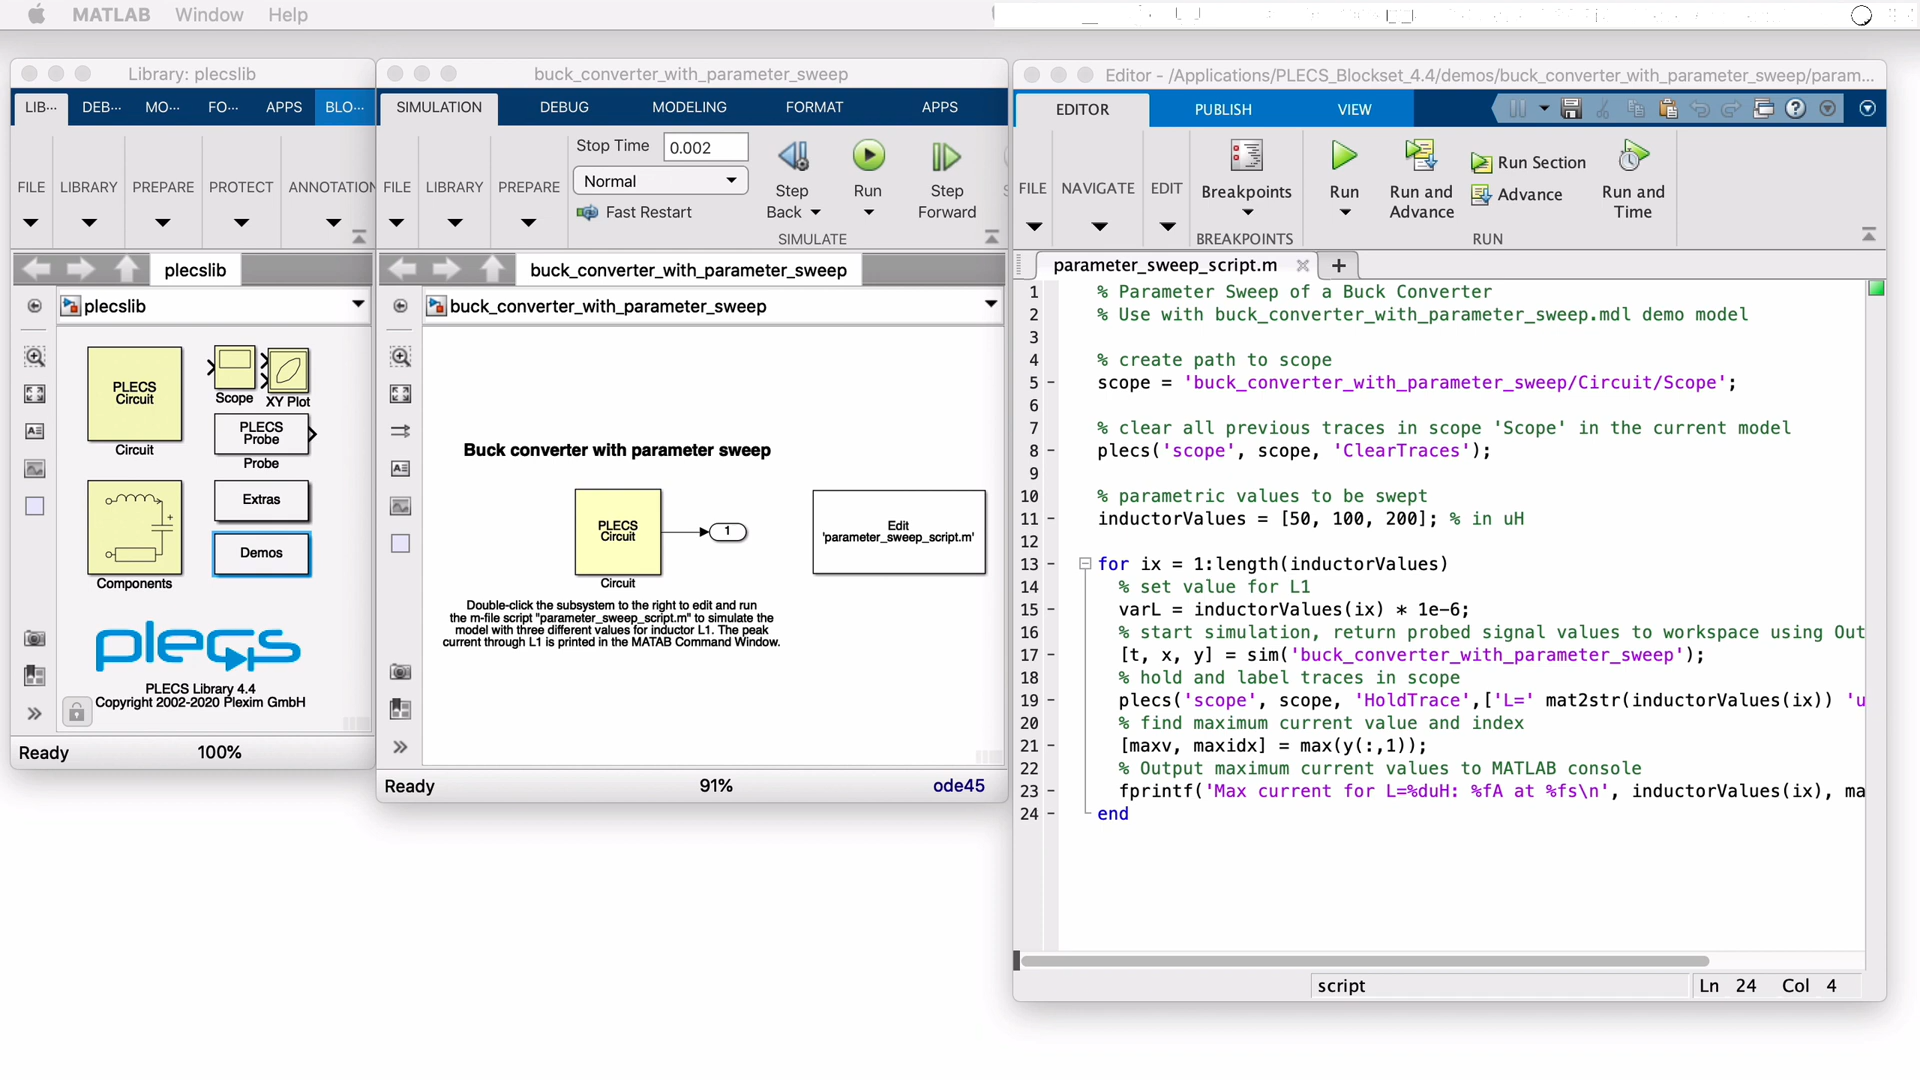 MATLAB Window Help
Library: plecslib
LIB··· DEB··· MO··· FO··· APPS BLO···
FILE LIBRARY PREPARE PROTECT ANNOTATION
plecslib
plecslib
PLECS
Circuit
Circuit
Scope
XY Plot
PLECS
Probe
Probe
Components
Extras
Demos
plecs
PLECS Library 4.4
Copyright 2002-2020 Plexim GmbH
Ready 100%
buck_converter_with_parameter_sweep
SIMULATION DEBUG MODELING FORMAT APPS
FILE LIBRARY PREPARE
Stop Time 0.002
Normal
Fast Restart
Step
Back
Run
Step
Forward
SIMULATE
buck_converter_with_parameter_sweep
buck_converter_with_parameter_sweep
Buck converter with parameter sweep
PLECS
Circuit
Circuit
1
Edit
'parameter_sweep_script.m'
Double-click the subsystem to the right to edit and run
the m-file script "parameter_sweep_script.m" to simulate the
model with three different values for inductor L1. The peak
current through L1 is printed in the MATAB Command Window.
Ready 91% ode45
Editor - /Applications/PLECS_Blockset_4.4/demos/buck_converter_with_parameter_sweep/param...
EDITOR PUBLISH VIEW
FILE NAVIGATE EDIT
Breakpoints
BREAKPOINTS
Run
Run and
Advance
Run Section
Advance
Run and
Time
RUN
parameter_sweep_script.m
1 % Parameter Sweep of a Buck Converter
2 % Use with buck_converter_with_parameter_sweep.mdl demo model
3
4 % create path to scope
5 - scope = 'buck_converter_with_parameter_sweep/Circuit/Scope';
6
7 % clear all previous traces in scope 'Scope' in the current model
8 - plecs('scope', scope, 'ClearTraces');
9
10 % parametric values to be swept
11 - inductorValues = [50, 100, 200]; % in uH
12
13 - for ix = 1:length(inductorValues)
14 % set value for L1
15 - varL = inductorValues(ix) * 1e-6;
16 % start simulation, return probed signal values to workspace using Out
17 - [t, x, y] = sim('buck_converter_with_parameter_sweep');
18 % hold and label traces in scope
19 - plecs('scope', scope, 'HoldTrace',['L=' mat2str(inductorValues(ix)) 'u
20 % find maximum current value and index
21 - [maxv, maxidx] = max(y(:,1));
22 % Output maximum current values to MATLAB console
23 - fprintf('Max current for L=%duH: %fA at %fs\n', inductorValues(ix), ma
24 - end
script Ln 24 Col 4